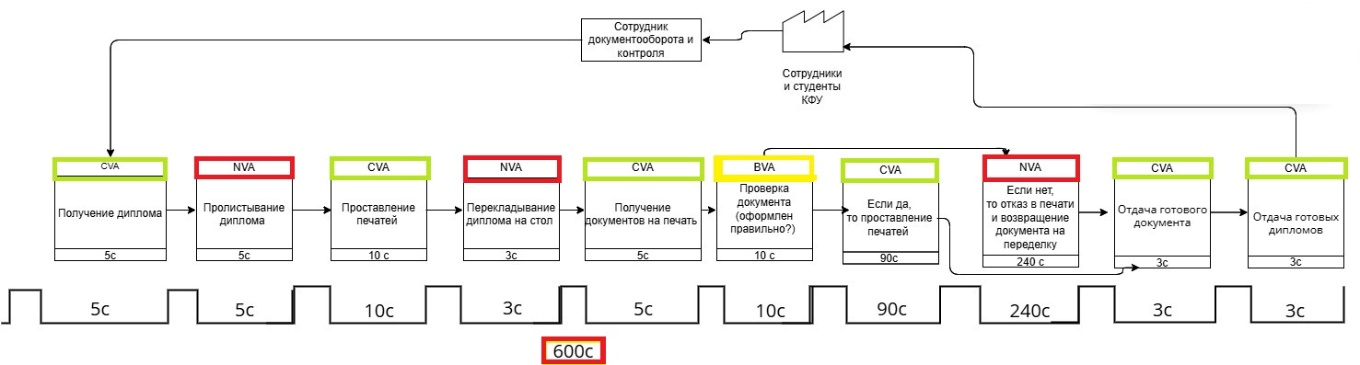 Сотрудник
документооборота и
контроля
Сотрудники
и студенты
КФУ
CVA
Получение диплома
5с
NVA
Пролистывание
диплома
5с
CVA
Проставление
печатей
10 с
NVA
Перекладывание
диплома на стол
3с
CVA
Получение
документов на печать
5с
BVA
Проверка
документа
(оформлен
правильно?)
10 с
CVA
Если да,
то проставление
печатей
90с
NVA
Если нет,
то отказ в печати
и возвращение
документа на
переделку
240 с
CVA
Отдача готового
документа
3с
CVA
Отдача готовых
дипломов
3с
5с
5с
10с
3с
5с
10с
90с
240с
3с
3с
600с